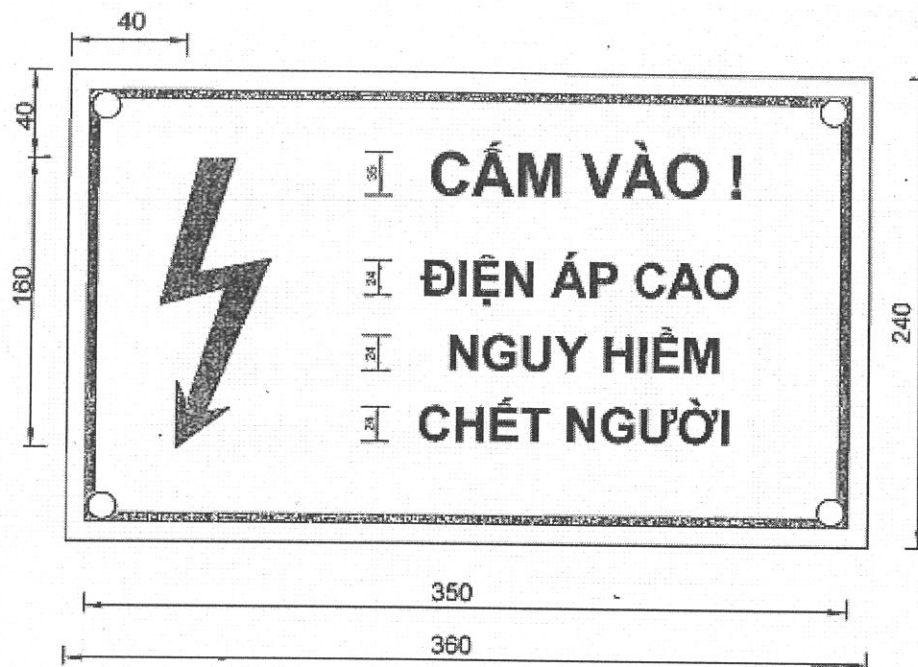 40
40
35
CẤM VÀO !
160
24
ĐIỆN ÁP CAO
240
24
NGUY HIỂM
24
CHẾT NGƯỜI
350
360